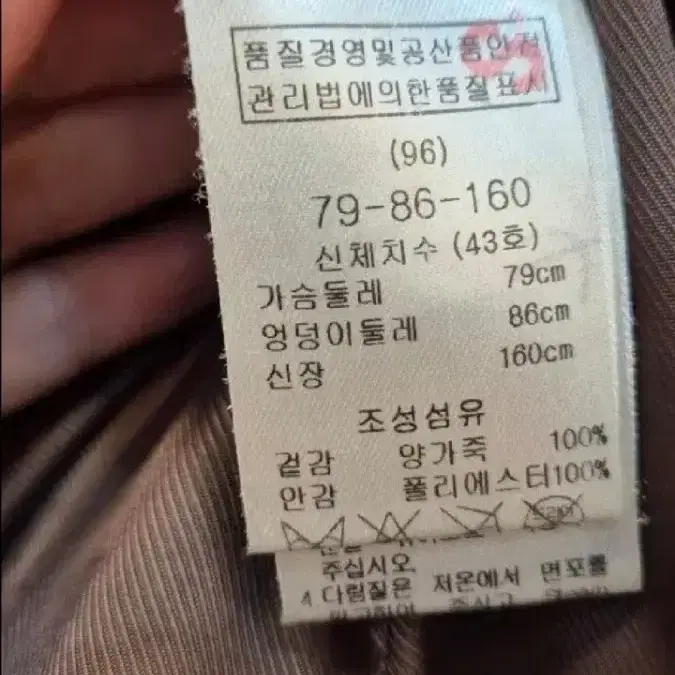 품질경영및공산품안전
관리법에의한품질표시
(96)
79-86-160
신체치수 (43호)
가슴둘레 79cm
엉덩이둘레 86cm
신장 160cm
조성섬유
겉감 양가죽 100%
안감 폴리에스터100%
드라이
주십시오.
4 다림질은 저온에서 면포를